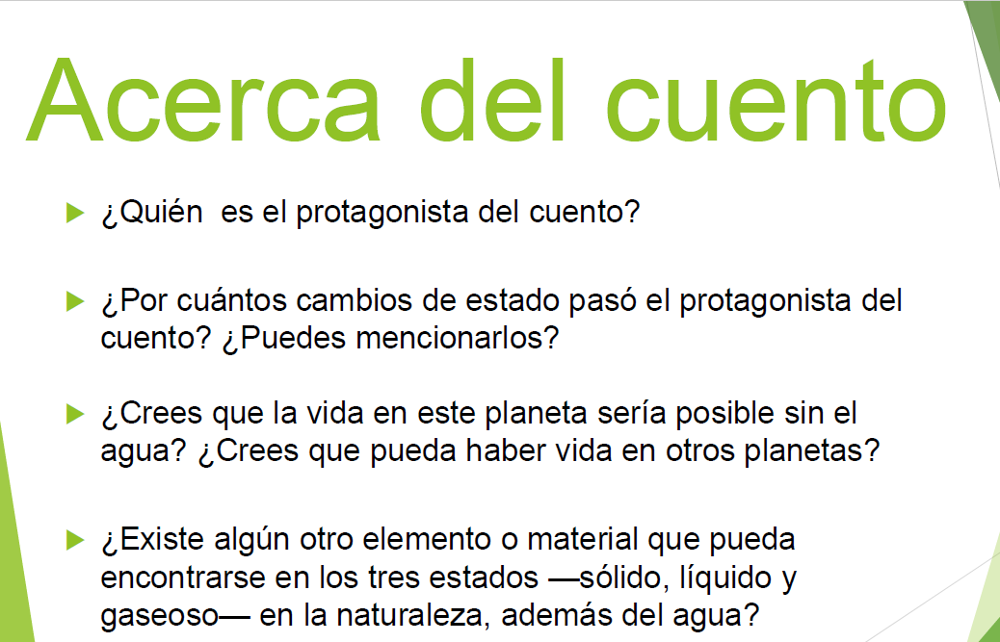 Acerca del cuento
¿Quién  es el protagonista del cuento?
¿Por cuántos cambios de estado pasó el protagonista del
cuento? ¿Puedes mencionarlos?
¿Crees que la vida en este planeta sería posible sin el
agua? ¿Crees que pueda haber vida en otros planetas?
¿Existe algún otro elemento o material que pueda
encontrarse en los tres estados —sólido, líquido y
gaseoso— en la naturaleza, además del agua?